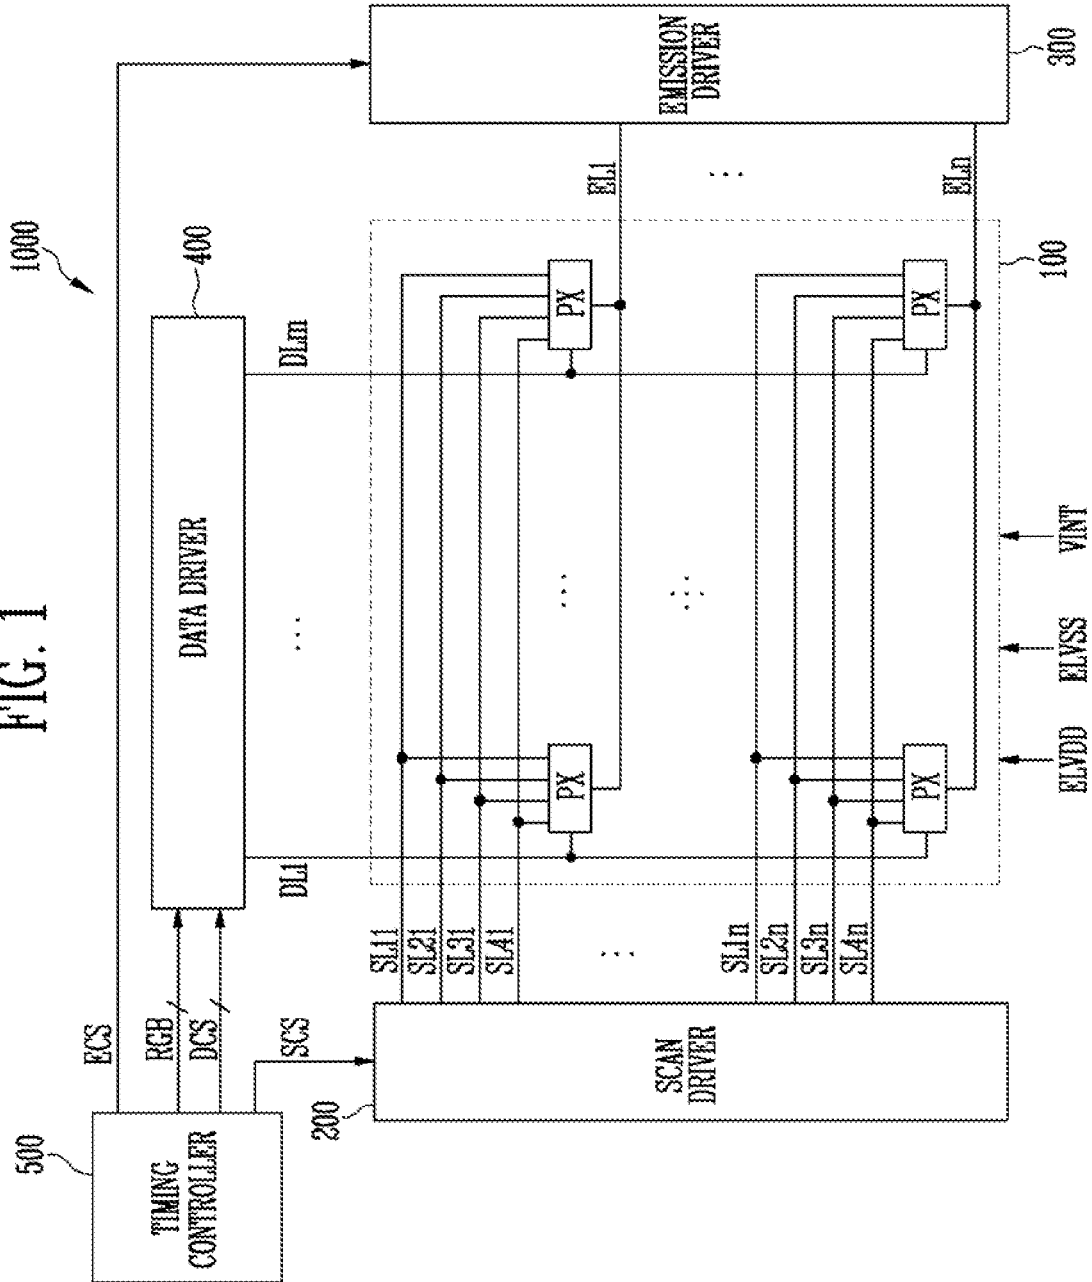 FIG. 1
1000
500
TIMING
CONTROLLER
ECS
RGB
DCS
SCS
DATA DRIVER
400
DL1
...
DLm
200
SCAN
DRIVER
SL11
SL21
SL31
SL41
...
SL1n
SL2n
SL3n
SL4n
PX
...
PX
PX
PX
EL1
...
ELn
EMISSION
DRIVER
300
100
ELVDD
ELVSS
VINT